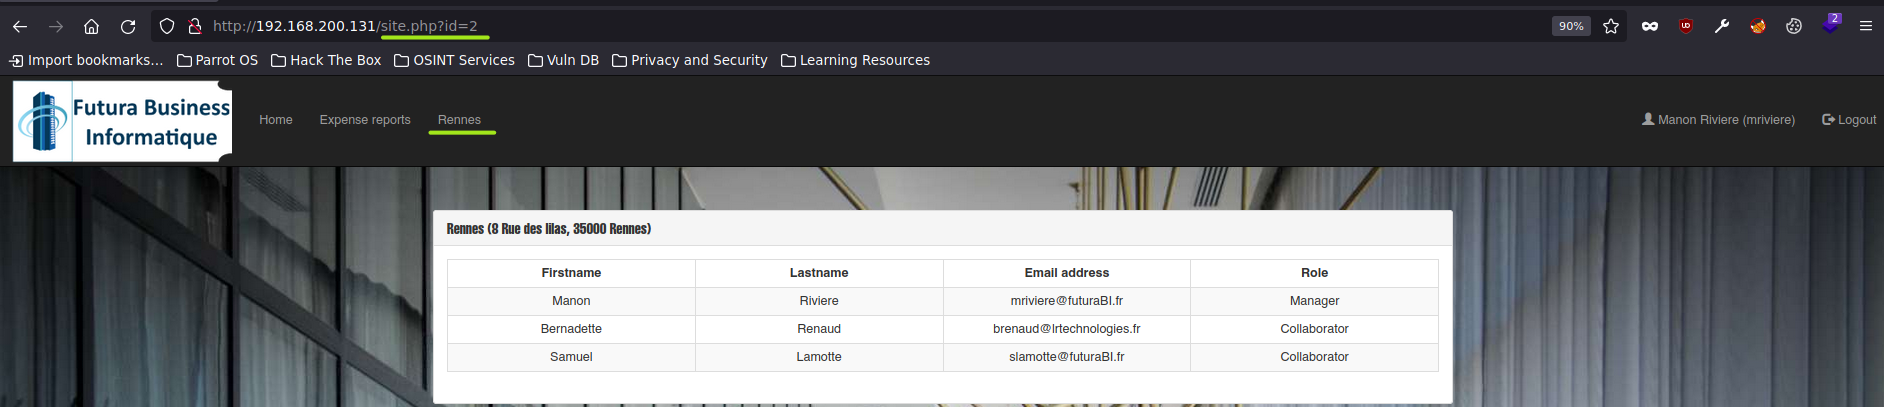 http://192.168.200.131/site.php?id=2 90% 2
Import bookmarks... Parrot OS Hack The Box OSINT Services Vuln DB Privacy and Security Learning Resources
Futura Business
Informatique
Home Expense reports Rennes Manon Riviere (mriviere) Logout
Rennes (8 Rue des lilas, 35000 Rennes)
Firstname Lastname Email address Role
Manon Riviere mriviere@futuraBI.fr Manager
Bernadette Renaud brenaud@lrtechnologies.fr Collaborator
Samuel Lamotte slamotte@futuraBI.fr Collaborator